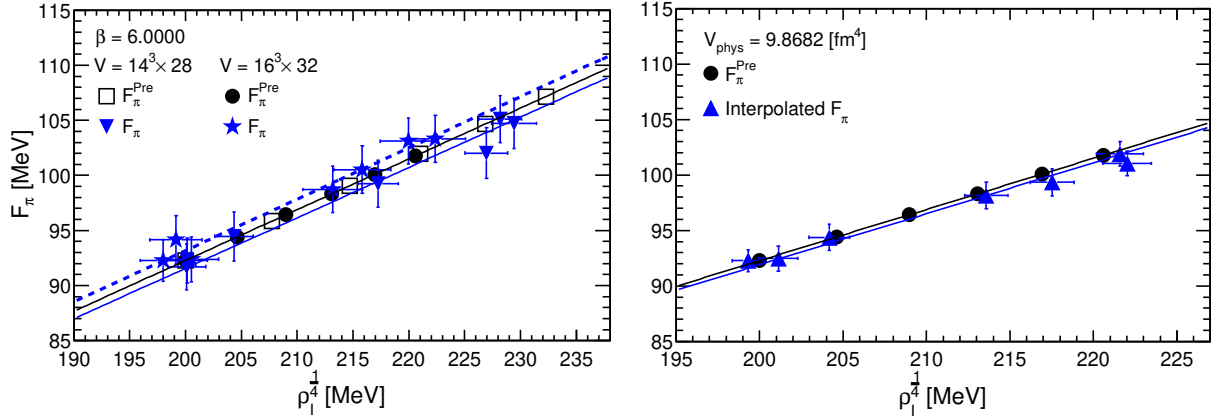 β = 6.0000
V = 14³× 28 V = 16³× 32
F_π^Pre F_π^Pre
F_π F_π
F_π [MeV]
115
110
105
100
95
90
85
190 195 200 205 210 215 220 225 230 235
ρ_I^{1/4} [MeV]
V_phys = 9.8682 [fm⁴]
F_π^Pre
Interpolated F_π
115
110
105
100
95
90
85
195 200 205 210 215 220 225
ρ_I^{1/4} [MeV]